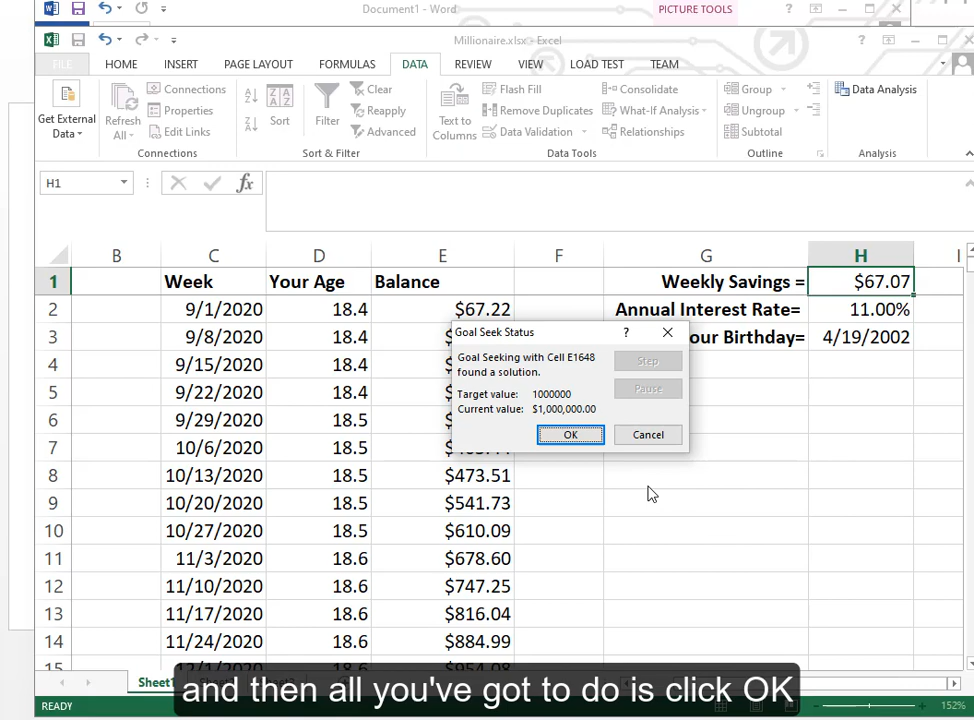 Document1 - Word
PICTURE TOOLS
Millionaire.xlsx - Excel
FILE
HOME
INSERT
PAGE LAYOUT
FORMULAS
DATA
REVIEW
VIEW
LOAD TEST
TEAM
Get External
Data
Refresh
All
Connections
Properties
Edit Links
Connections
Sort
Filter
Clear
Reapply
Advanced
Sort & Filter
Text to
Columns
Flash Fill
Remove Duplicates
Data Validation
Consolidate
What-If Analysis
Relationships
Data Tools
Group
Ungroup
Subtotal
Outline
Data Analysis
Analysis
H1
fx
B C D E F G H I
1 Week Your Age Balance Weekly Savings = $67.07
2 9/1/2020 18.4 $67.22 Annual Interest Rate= 11.00%
3 9/8/2020 18.4 our Birthday= 4/19/2002
4 9/15/2020 18.4
5 9/22/2020 18.4
6 9/29/2020 18.5
7 10/6/2020 18.5
8 10/13/2020 18.5 $473.51
9 10/20/2020 18.5 $541.73
10 10/27/2020 18.5 $610.09
11 11/3/2020 18.6 $678.60
12 11/10/2020 18.6 $747.25
13 11/17/2020 18.6 $816.04
14 11/24/2020 18.6 $884.99
Goal Seek Status
?
Goal Seeking with Cell E1648
found a solution.
Target value: 1000000
Current value: $1,000,000.00
Step
Pause
OK
Cancel
Sheet1
and then all you've got to do is click OK
READY
152%